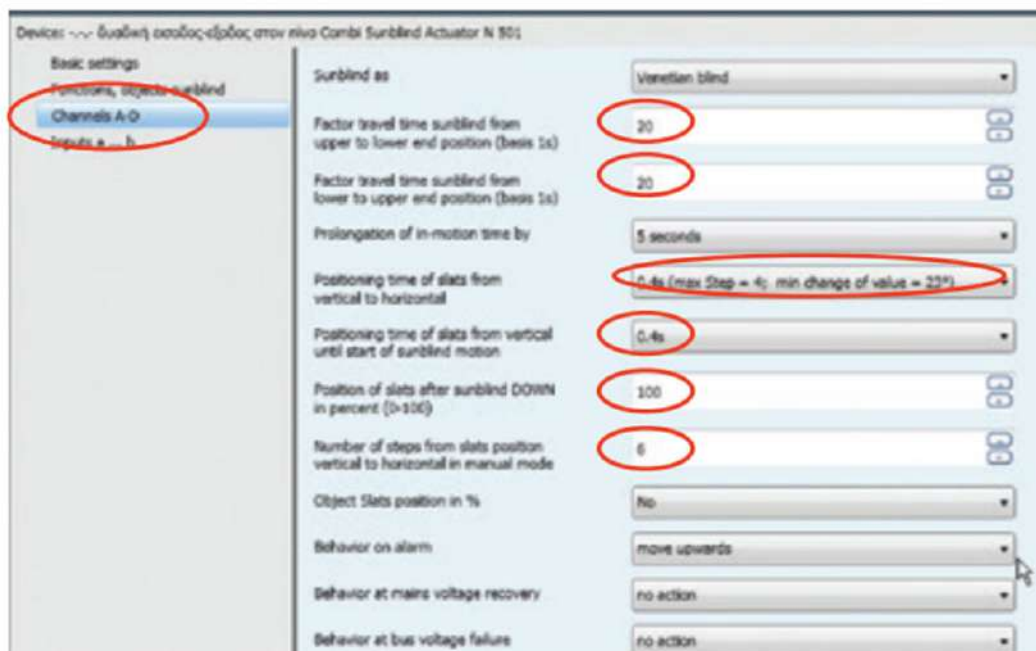 Device: -.-.- δυαδική εισοδος-εξοδος στον πίνα Combi Sunblind Actuator N 501
Basic settings
Functions, objects sunblind
Channels A-D
Inputs a ... h
Sunblind as
Venetian blind
Factor travel time sunblind from
upper to lower end position (basis 1s)
20
Factor travel time sunblind from
lower to upper end position (basis 1s)
20
Prolongation of in-motion time by
5 seconds
Positioning time of slats from
vertical to horizontal
0.4s (max Step = 4; min change of value = 23°)
Positioning time of slats from vertical
until start of sunblind motion
0.4s
Position of slats after sunblind DOWN
in percent (0-100)
100
Number of steps from slats position
vertical to horizontal in manual mode
6
Object Slats position in %
No
Behavior on alarm
move upwards
Behavior at mains voltage recovery
no action
Behavior at bus voltage failure
no action